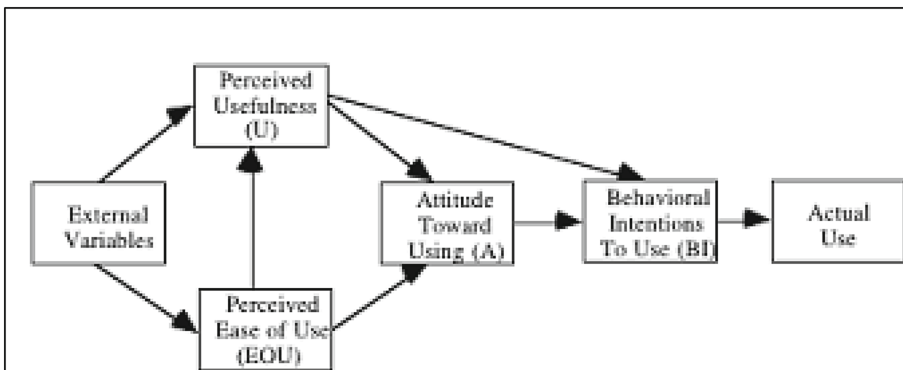 Perceived
Usefulness
(U)
External
Variables
Attitude
Toward
Using (A)
Behavioral
Intentions
To Use (BI)
Actual
Use
Perceived
Ease of Use
(EOU)